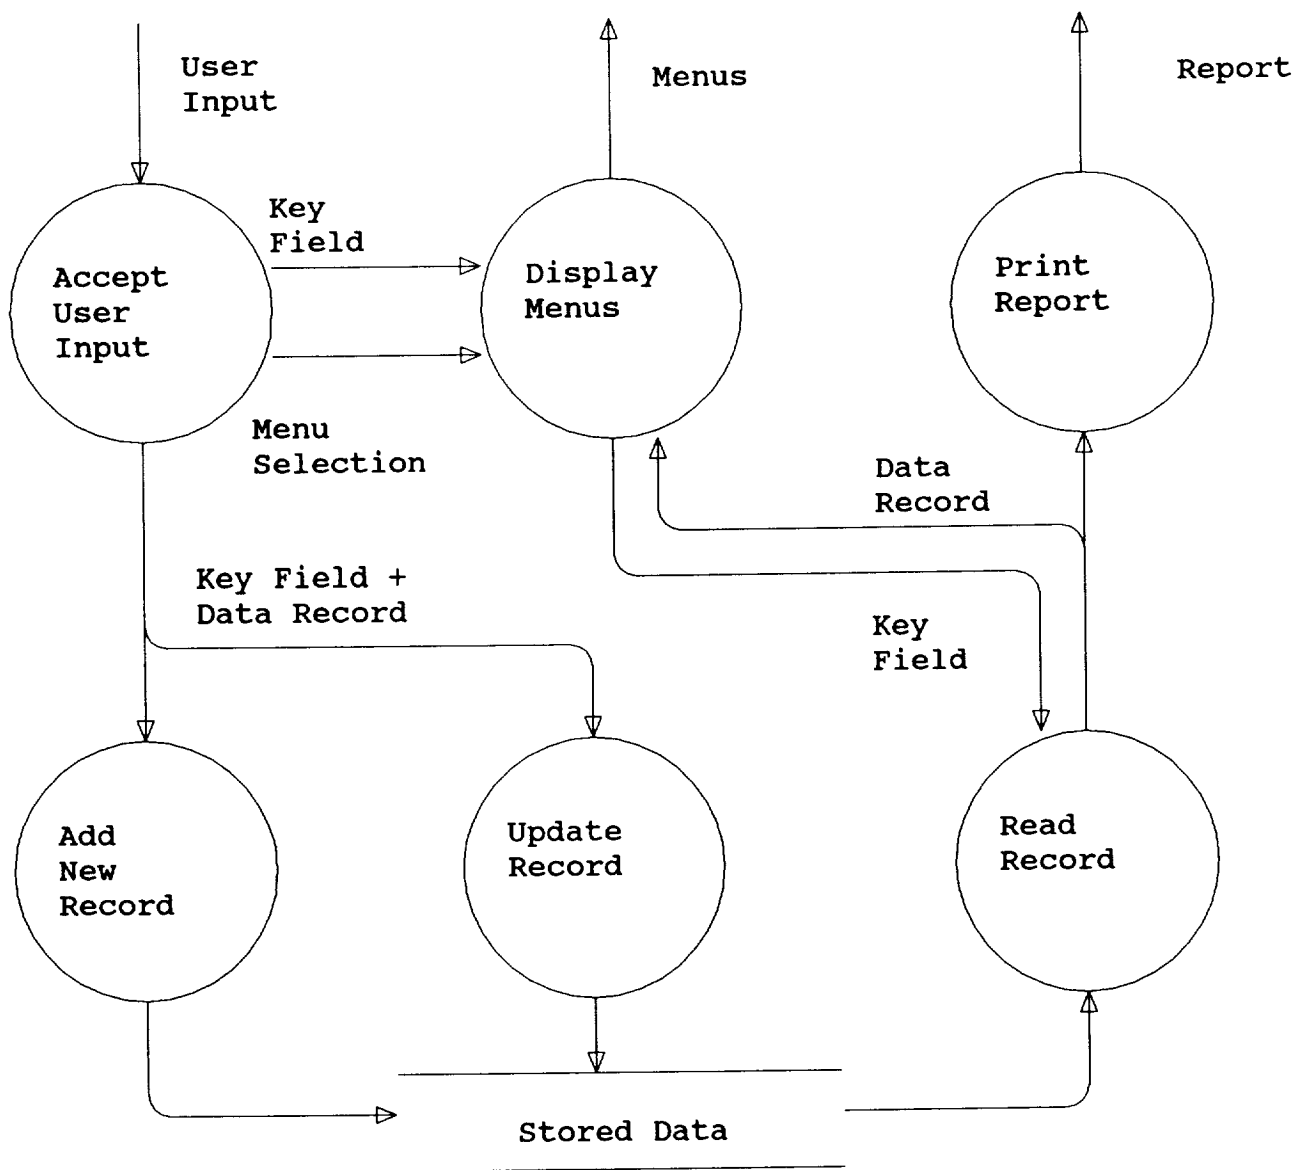 User
Input
Menus
Report
Key
Field
Accept
User
Input
Display
Menus
Print
Report
Menu
Selection
Data
Record
Key Field +
Data Record
Key
Field
Add
New
Record
Update
Record
Read
Record
Stored Data